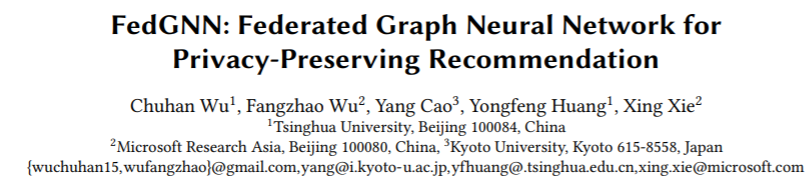 FedGNN: Federated Graph Neural Network for
Privacy-Preserving Recommendation
Chuhan Wu¹, Fangzhao Wu², Yang Cao³, Yongfeng Huang¹, Xing Xie²
¹Tsinghua University, Beijing 100084, China
²Microsoft Research Asia, Beijing 100080, China, ³Kyoto University, Kyoto 615-8558, Japan
{wuchuhan15,wufangzhao}@gmail.com,yang@i.kyoto-u.ac.jp,yfhuang@.tsinghua.edu.cn,xing.xie@microsoft.com